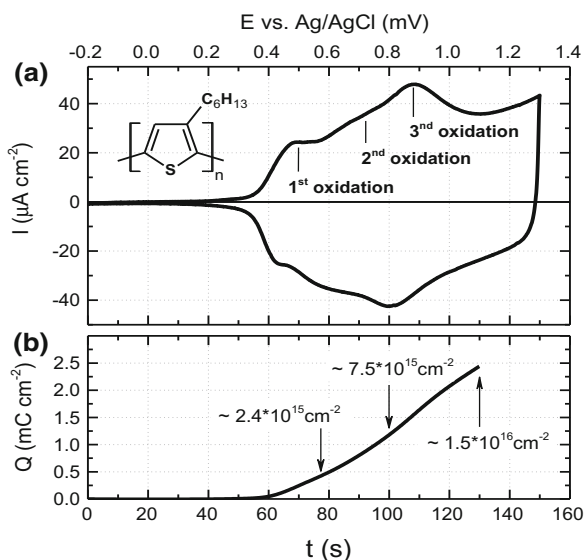 E vs. Ag/AgCl (mV)
-0.2 0.0 0.2 0.4 0.6 0.8 1.0 1.2
(a)
C₆H₁₃
S
n
1ˢᵗ oxidation
2ⁿᵈ oxidation
3ⁿᵈ oxidation
I (µA cm⁻²)
40
20
0
-20
-40
(b)
Q (mC cm⁻²)
2.5
2.0
1.5
1.0
0.5
0.0
~ 2.4*10¹⁵cm⁻²
~ 7.5*10¹⁵cm⁻²
~ 1.5*10¹⁶cm⁻²
0 20 40 60 80 100 120 140 160
t (s)